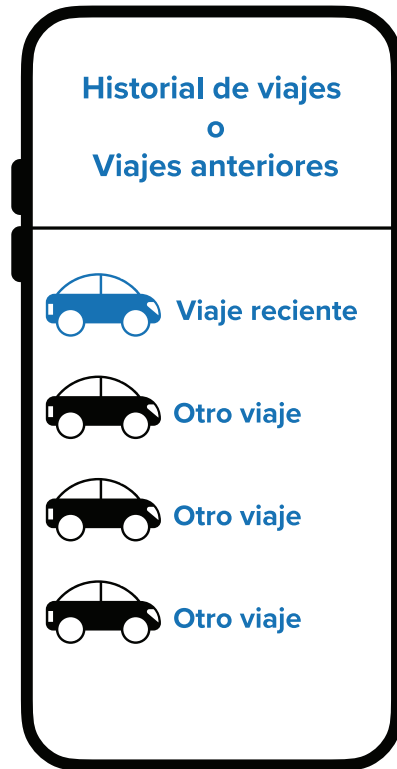 Historial de viajes
o
Viajes anteriores
Viaje reciente
Otro viaje
Otro viaje
Otro viaje